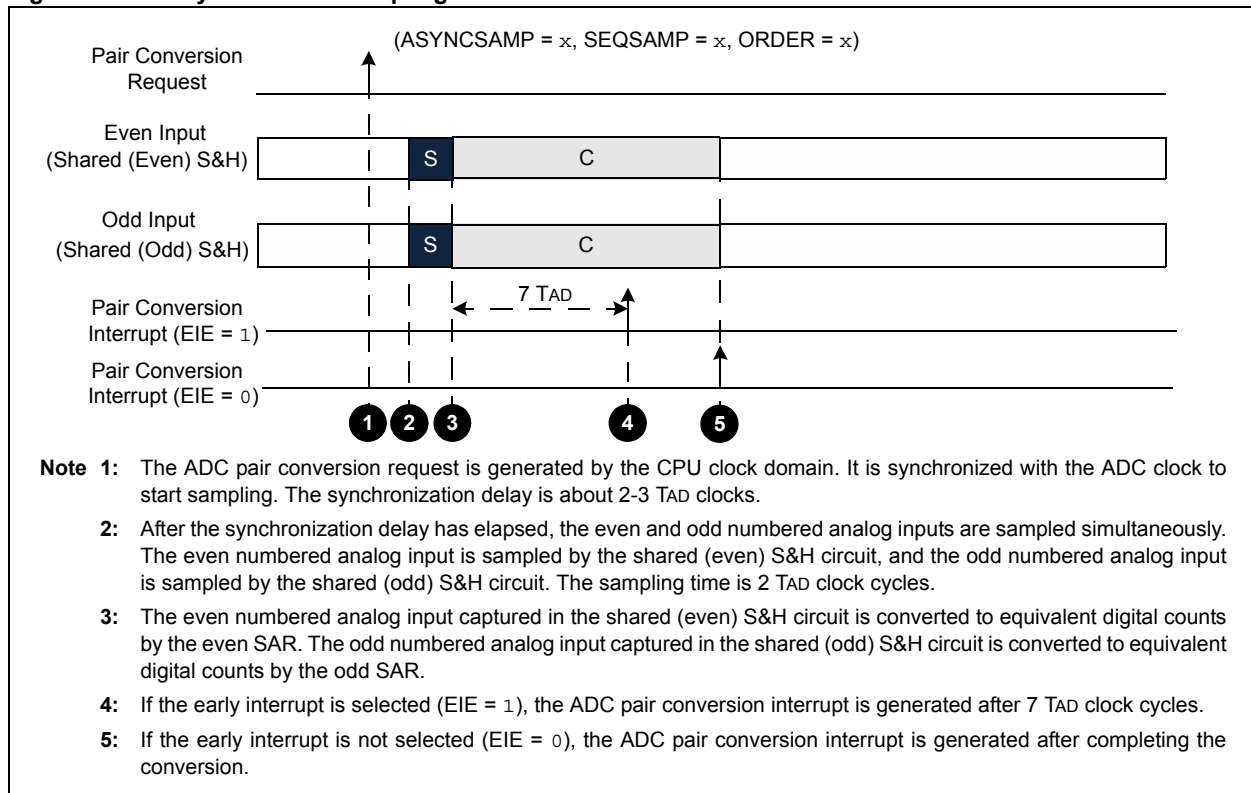 (ASYNCSAMP = x, SEQSAMP = x, ORDER = x)
Pair Conversion
Request
Even Input
(Shared (Even) S&H)
S
C
Odd Input
(Shared (Odd) S&H)
S
C
7 TAD
Pair Conversion
Interrupt (EIE = 1)
Pair Conversion
Interrupt (EIE = 0)
1 2 3 4 5
Note 1: The ADC pair conversion request is generated by the CPU clock domain. It is synchronized with the ADC clock to
start sampling. The synchronization delay is about 2-3 TAD clocks.
2: After the synchronization delay has elapsed, the even and odd numbered analog inputs are sampled simultaneously.
The even numbered analog input is sampled by the shared (even) S&H circuit, and the odd numbered analog input
is sampled by the shared (odd) S&H circuit. The sampling time is 2 TAD clock cycles.
3: The even numbered analog input captured in the shared (even) S&H circuit is converted to equivalent digital counts
by the even SAR. The odd numbered analog input captured in the shared (odd) S&H circuit is converted to equivalent
digital counts by the odd SAR.
4: If the early interrupt is selected (EIE = 1), the ADC pair conversion interrupt is generated after 7 TAD clock cycles.
5: If the early interrupt is not selected (EIE = 0), the ADC pair conversion interrupt is generated after completing the
conversion.